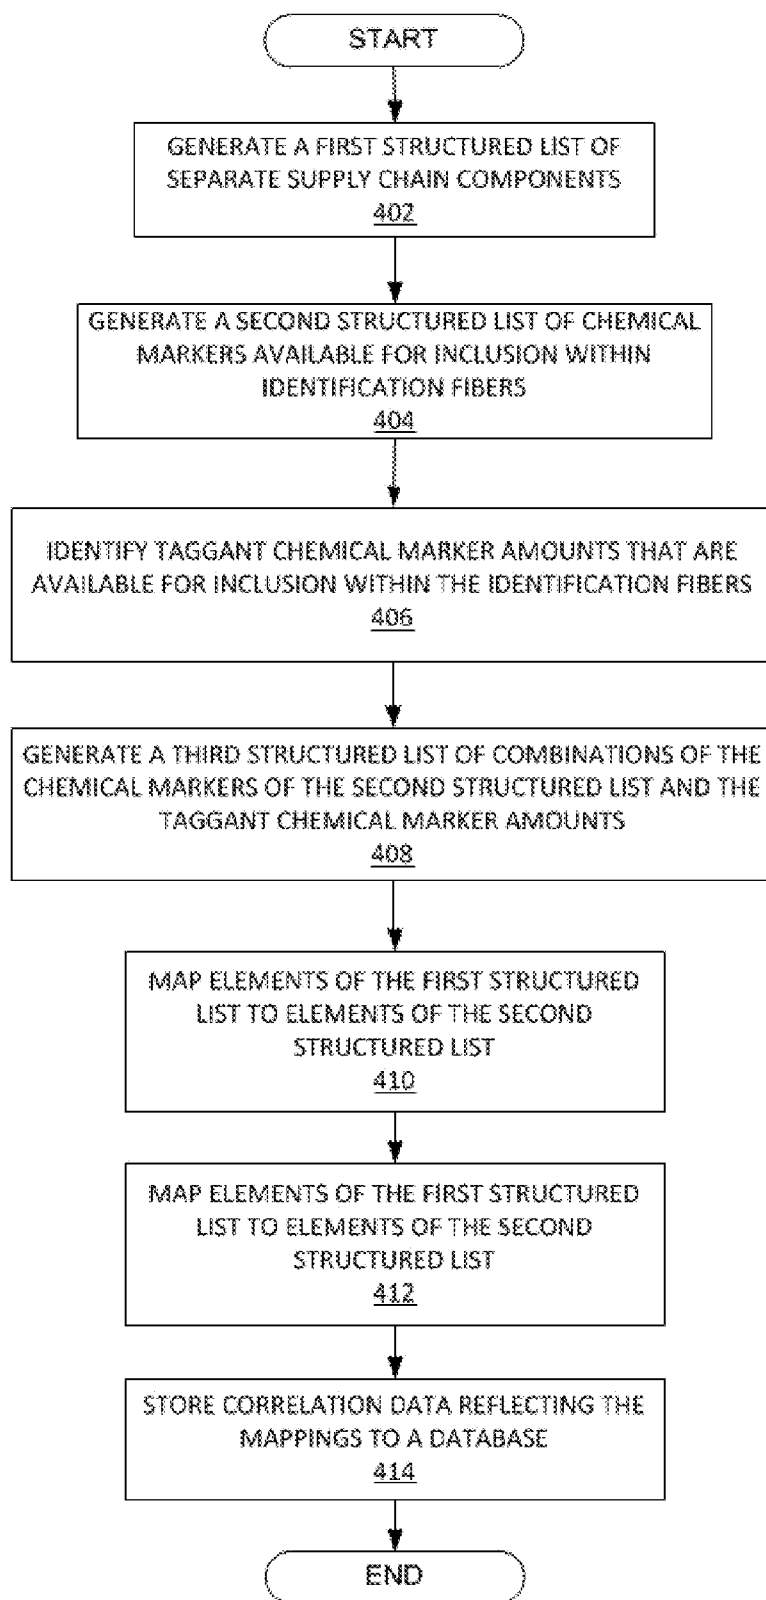 START
GENERATE A FIRST STRUCTURED LIST OF
SEPARATE SUPPLY CHAIN COMPONENTS
402
GENERATE A SECOND STRUCTURED LIST OF CHEMICAL
MARKERS AVAILABLE FOR INCLUSION WITHIN
IDENTIFICATION FIBERS
404
IDENTIFY TAGGANT CHEMICAL MARKER AMOUNTS THAT ARE
AVAILABLE FOR INCLUSION WITHIN THE IDENTIFICATION FIBERS
406
GENERATE A THIRD STRUCTURED LIST OF COMBINATIONS OF THE
CHEMICAL MARKERS OF THE SECOND STRUCTURED LIST AND THE
TAGGANT CHEMICAL MARKER AMOUNTS
408
MAP ELEMENTS OF THE FIRST STRUCTURED
LIST TO ELEMENTS OF THE SECOND
STRUCTURED LIST
410
MAP ELEMENTS OF THE FIRST STRUCTURED
LIST TO ELEMENTS OF THE SECOND
STRUCTURED LIST
412
STORE CORRELATION DATA REFLECTING THE
MAPPINGS TO A DATABASE
414
END